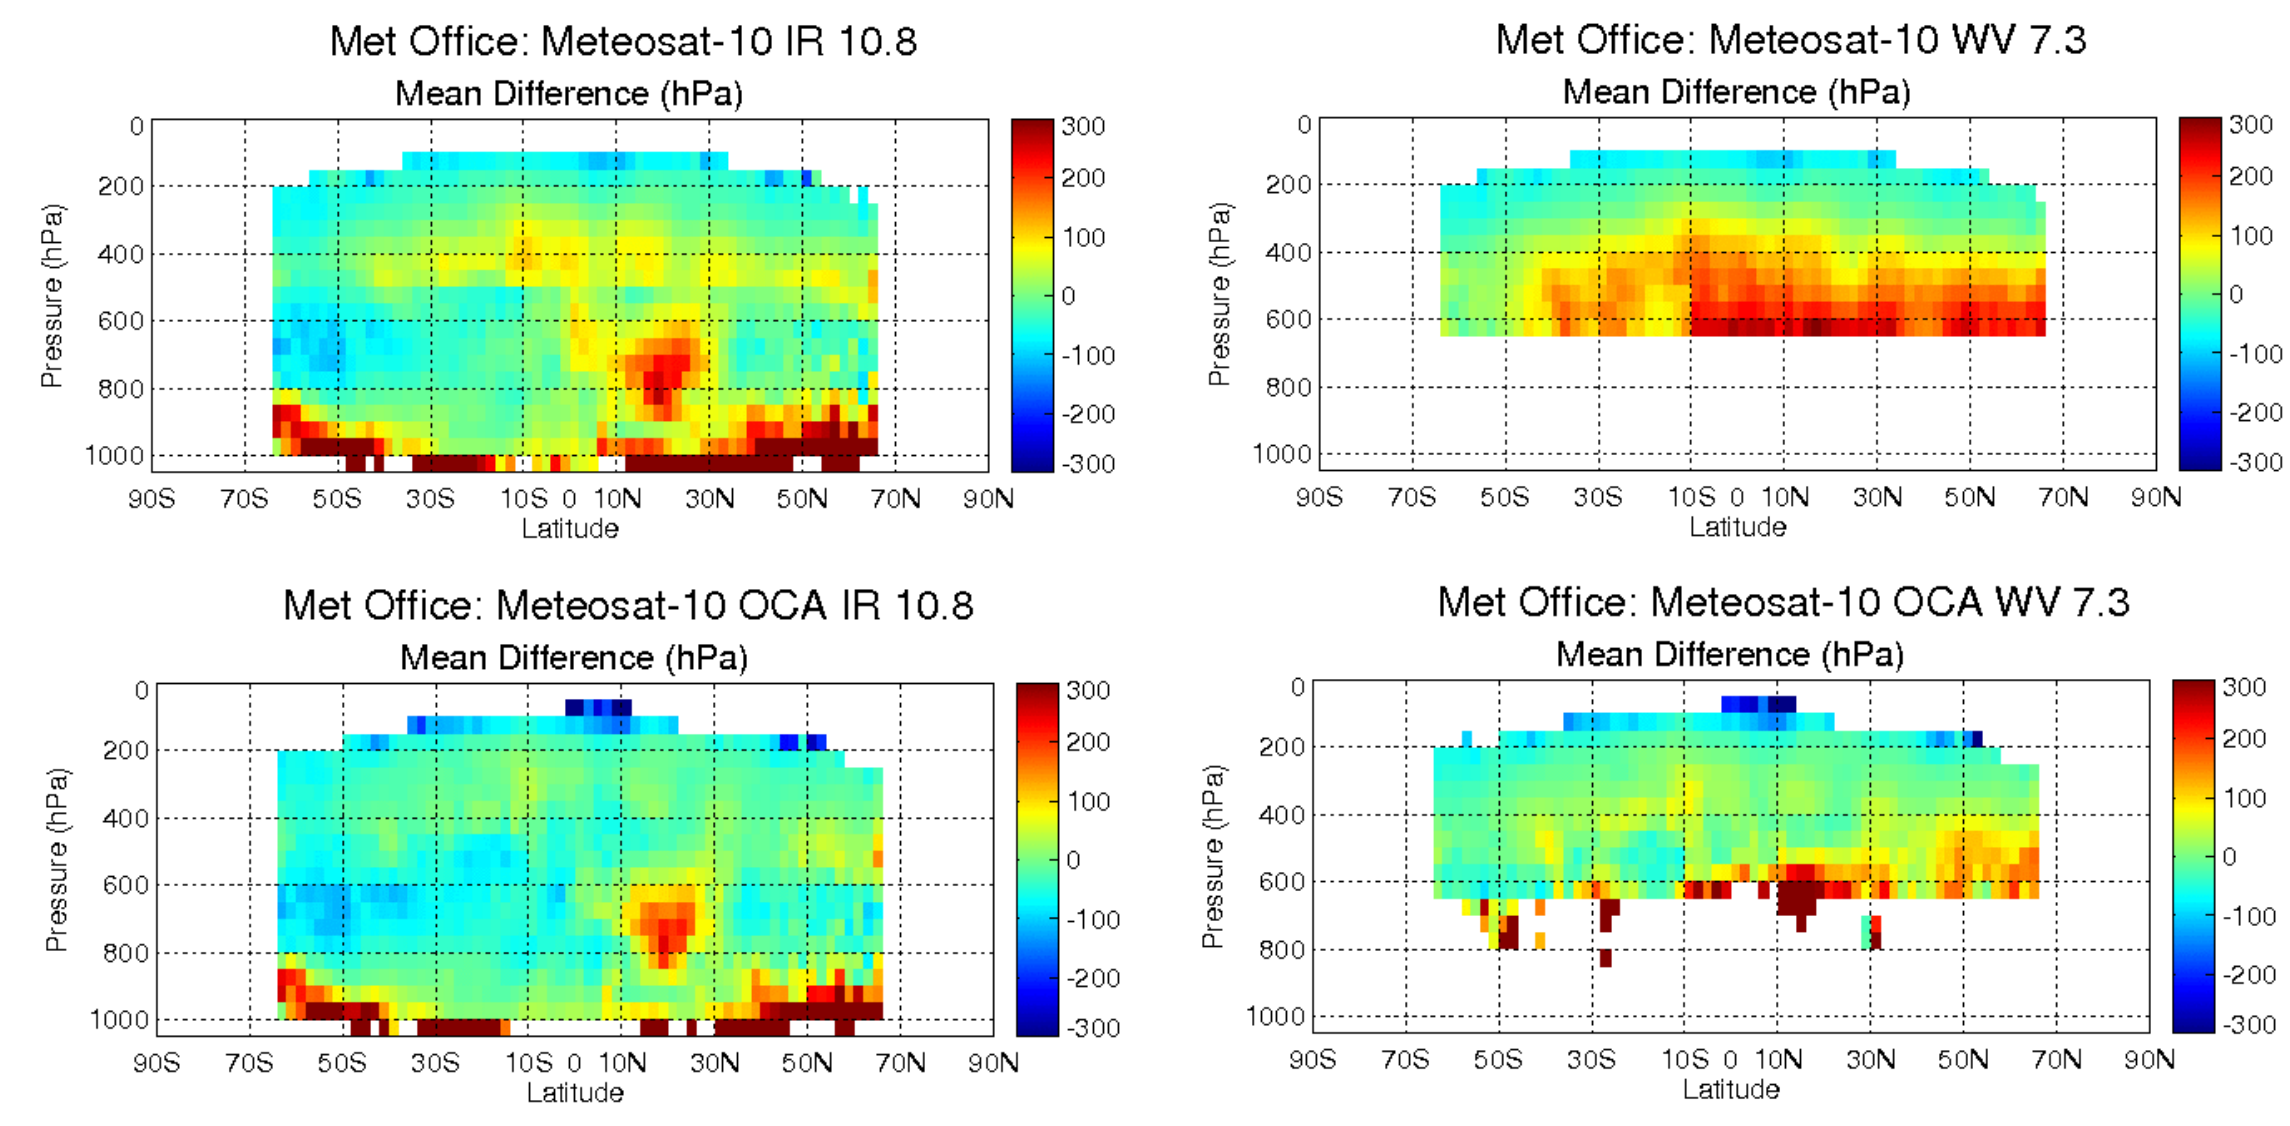 Met Office: Meteosat-10 IR 10.8
Mean Difference (hPa)
0
200
400
600
800
1000
Pressure (hPa)
90S 70S 50S 30S 10S 0 10N 30N 50N 70N 90N
Latitude
300
200
100
0
-100
-200
-300
Met Office: Meteosat-10 WV 7.3
Mean Difference (hPa)
0
200
400
600
800
1000
Pressure (hPa)
90S 70S 50S 30S 10S 0 10N 30N 50N 70N 90N
Latitude
300
200
100
0
-100
-200
-300
Met Office: Meteosat-10 OCA IR 10.8
Mean Difference (hPa)
0
200
400
600
800
1000
Pressure (hPa)
90S 70S 50S 30S 10S 0 10N 30N 50N 70N 90N
Latitude
300
200
100
0
-100
-200
-300
Met Office: Meteosat-10 OCA WV 7.3
Mean Difference (hPa)
0
200
400
600
800
1000
Pressure (hPa)
90S 70S 50S 30S 10S 0 10N 30N 50N 70N 90N
Latitude
300
200
100
0
-100
-200
-300